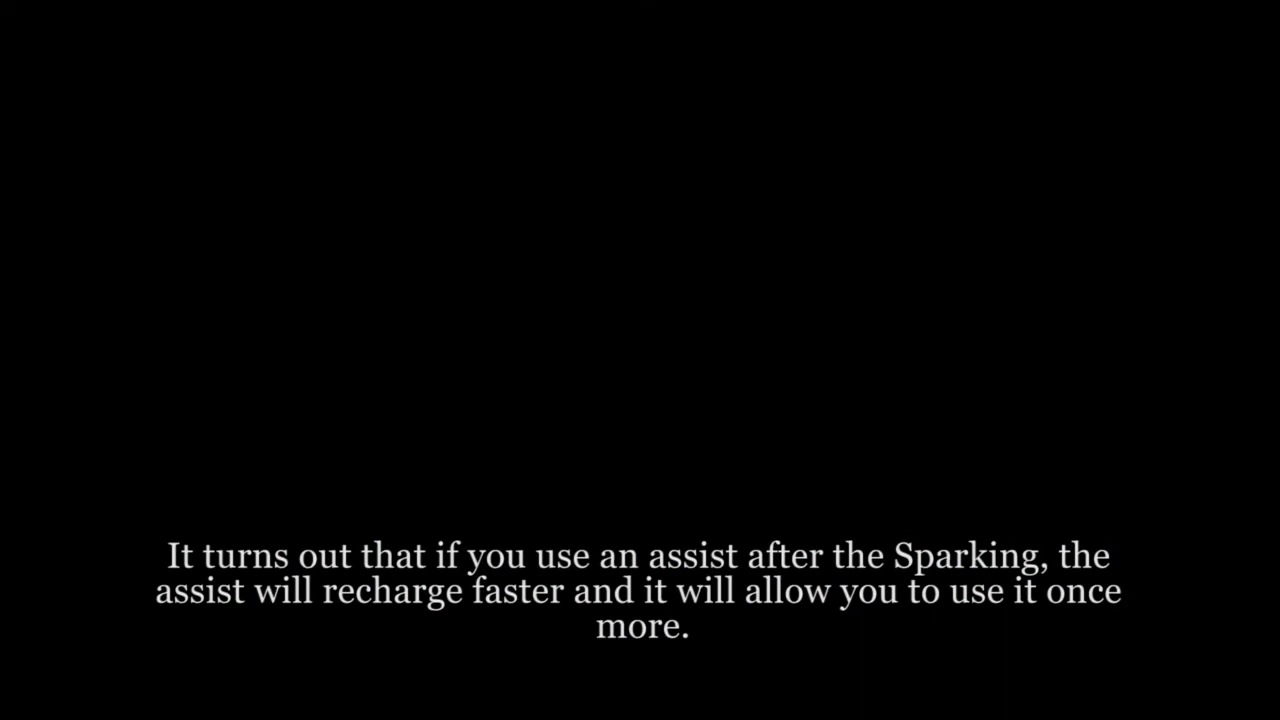 It turns out that if you use an assist after the Sparking, the
assist will recharge faster and it will allow you to use it once
more.